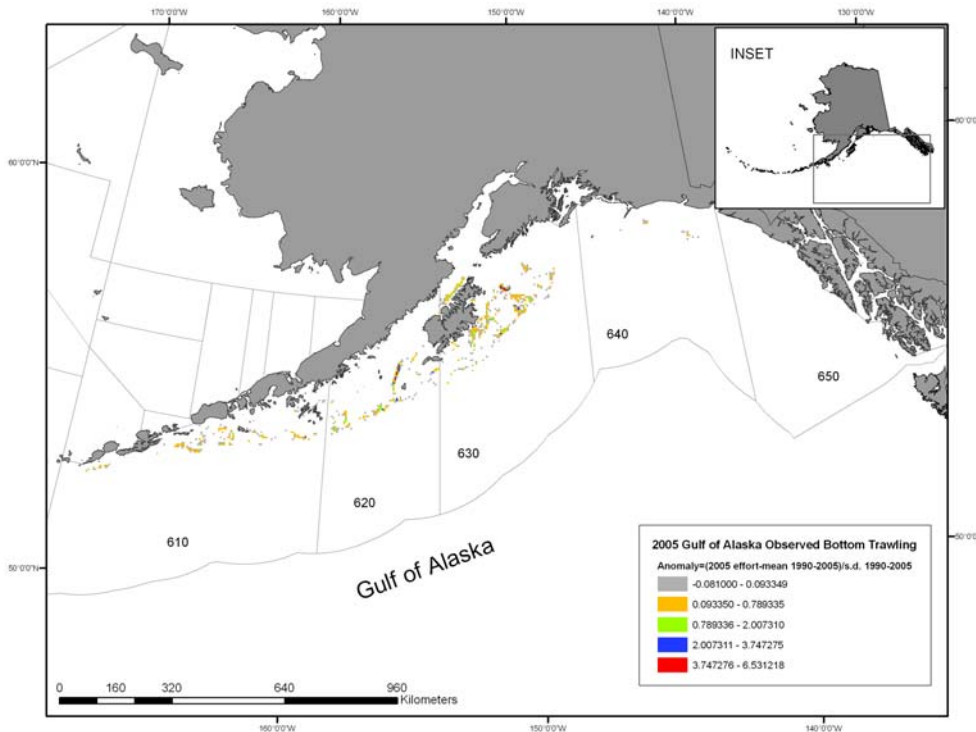 170°0'0"W
160°0'0"W
150°0'0"W
140°0'0"W
130°0'0"W
INSET
60°0'0"N
640
650
630
620
610
Gulf of Alaska
50°0'0"N
2005 Gulf of Alaska Observed Bottom Trawling
Anomaly=(2005 effort-mean 1990-2005)/s.d. 1990-2005
-0.081000 - 0.093349
0.093350 - 0.789335
0.789336 - 2.007310
2.007311 - 3.747275
3.747276 - 6.531218
0 160 320 640 960
Kilometers
160°0'0"W
150°0'0"W
140°0'0"W